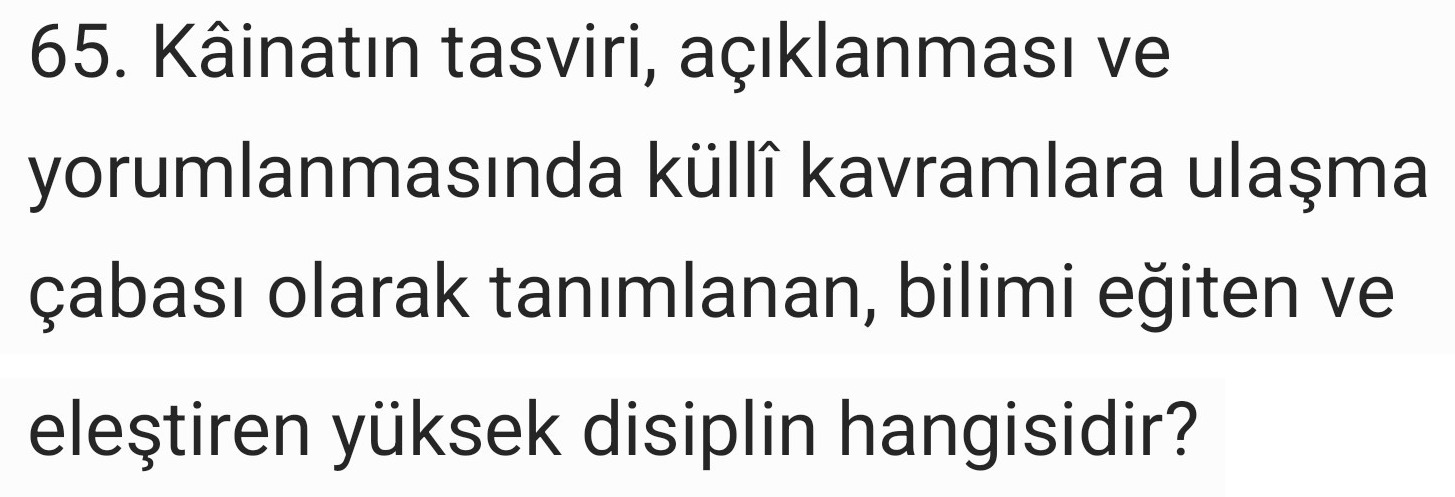 65. Kâinatın tasviri, açıklanması ve
yorumlanmasında küllî kavramlara ulaşma
çabası olarak tanımlanan, bilimi eğiten ve
eleştiren yüksek disiplin hangisidir?